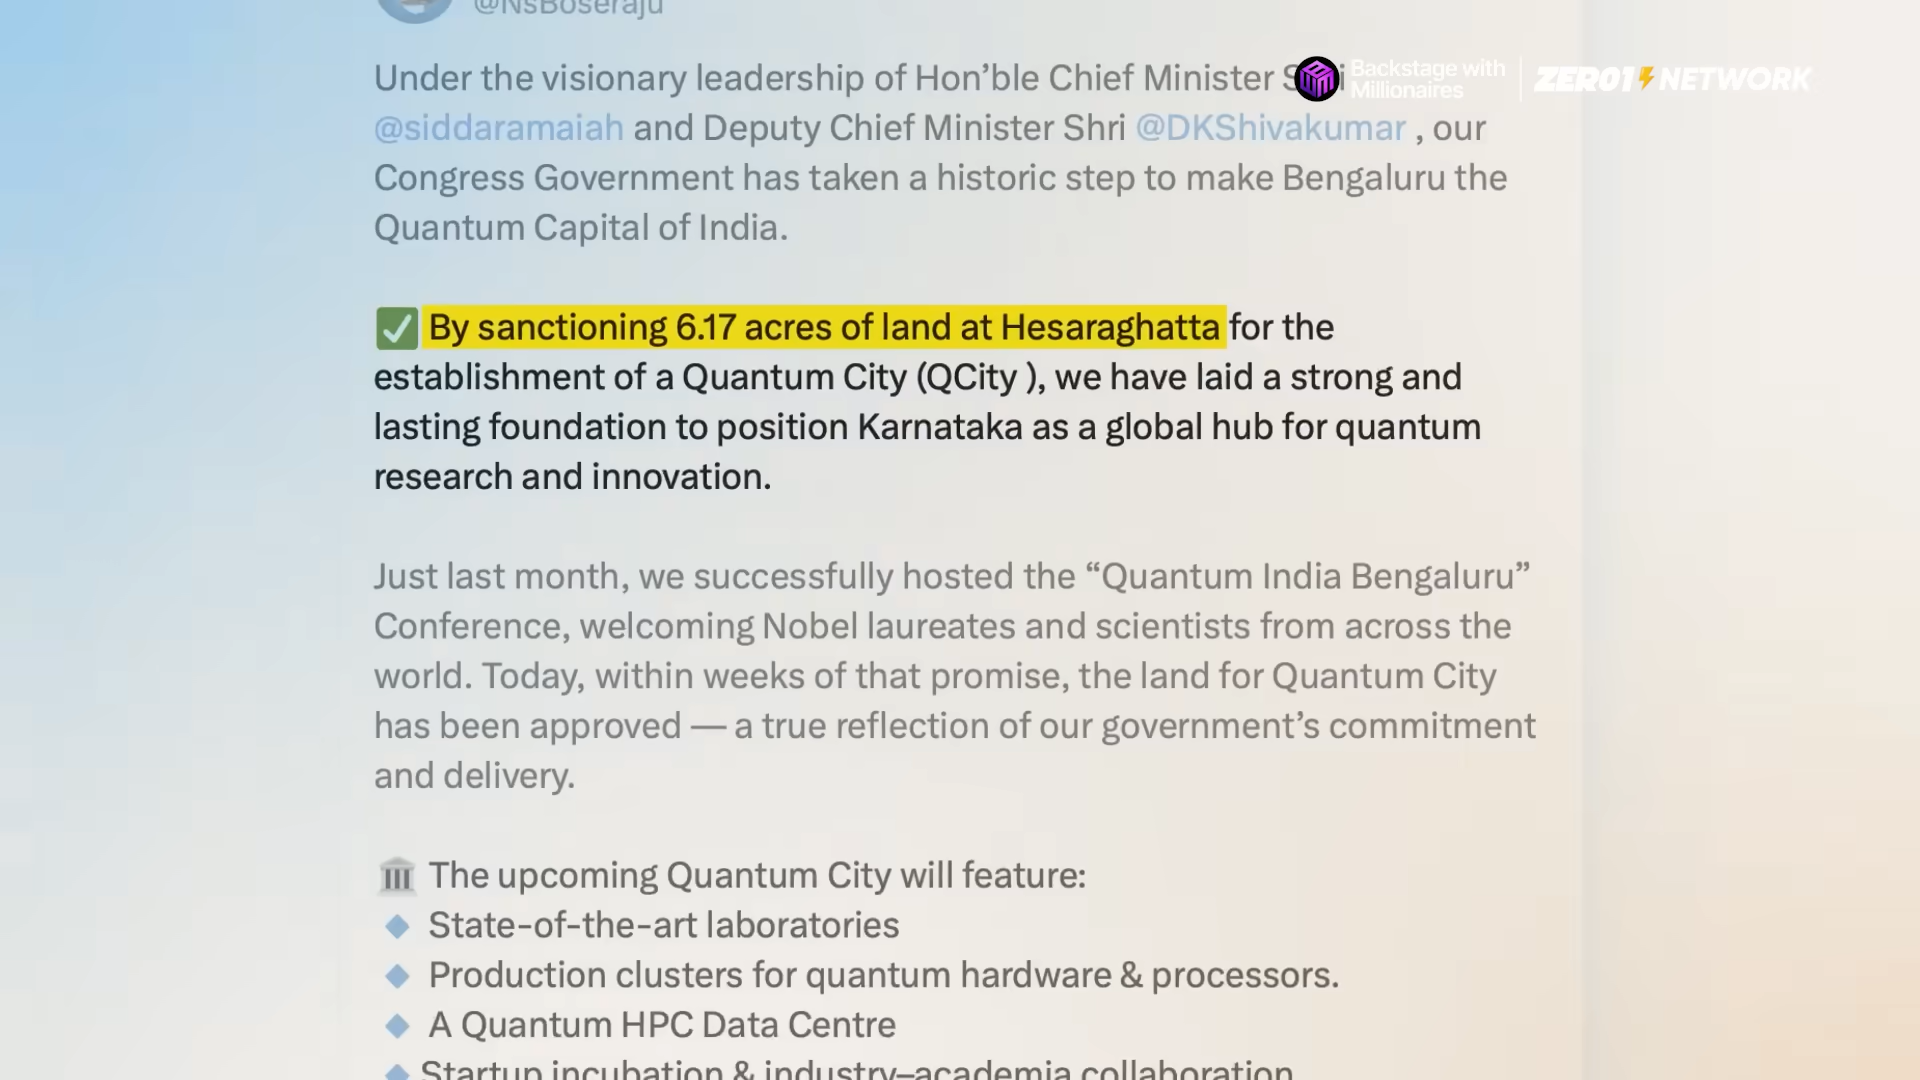 @NsBoseraju
Under the visionary leadership of Hon’ble Chief Minister
Backstage with
Millionaires
ZERO1 NETWORK
@siddaramaiah and Deputy Chief Minister Shri @DKShivakumar , our
Congress Government has taken a historic step to make Bengaluru the
Quantum Capital of India.
✅ By sanctioning 6.17 acres of land at Hesaraghatta for the
establishment of a Quantum City (QCity ), we have laid a strong and
lasting foundation to position Karnataka as a global hub for quantum
research and innovation.
Just last month, we successfully hosted the “Quantum India Bengaluru”
Conference, welcoming Nobel laureates and scientists from across the
world. Today, within weeks of that promise, the land for Quantum City
has been approved — a true reflection of our government’s commitment
and delivery.
🏛️ The upcoming Quantum City will feature:
🔹 State-of-the-art laboratories
🔹 Production clusters for quantum hardware & processors.
🔹 A Quantum HPC Data Centre
🔹 Startup incubation & industry–academia collaboration